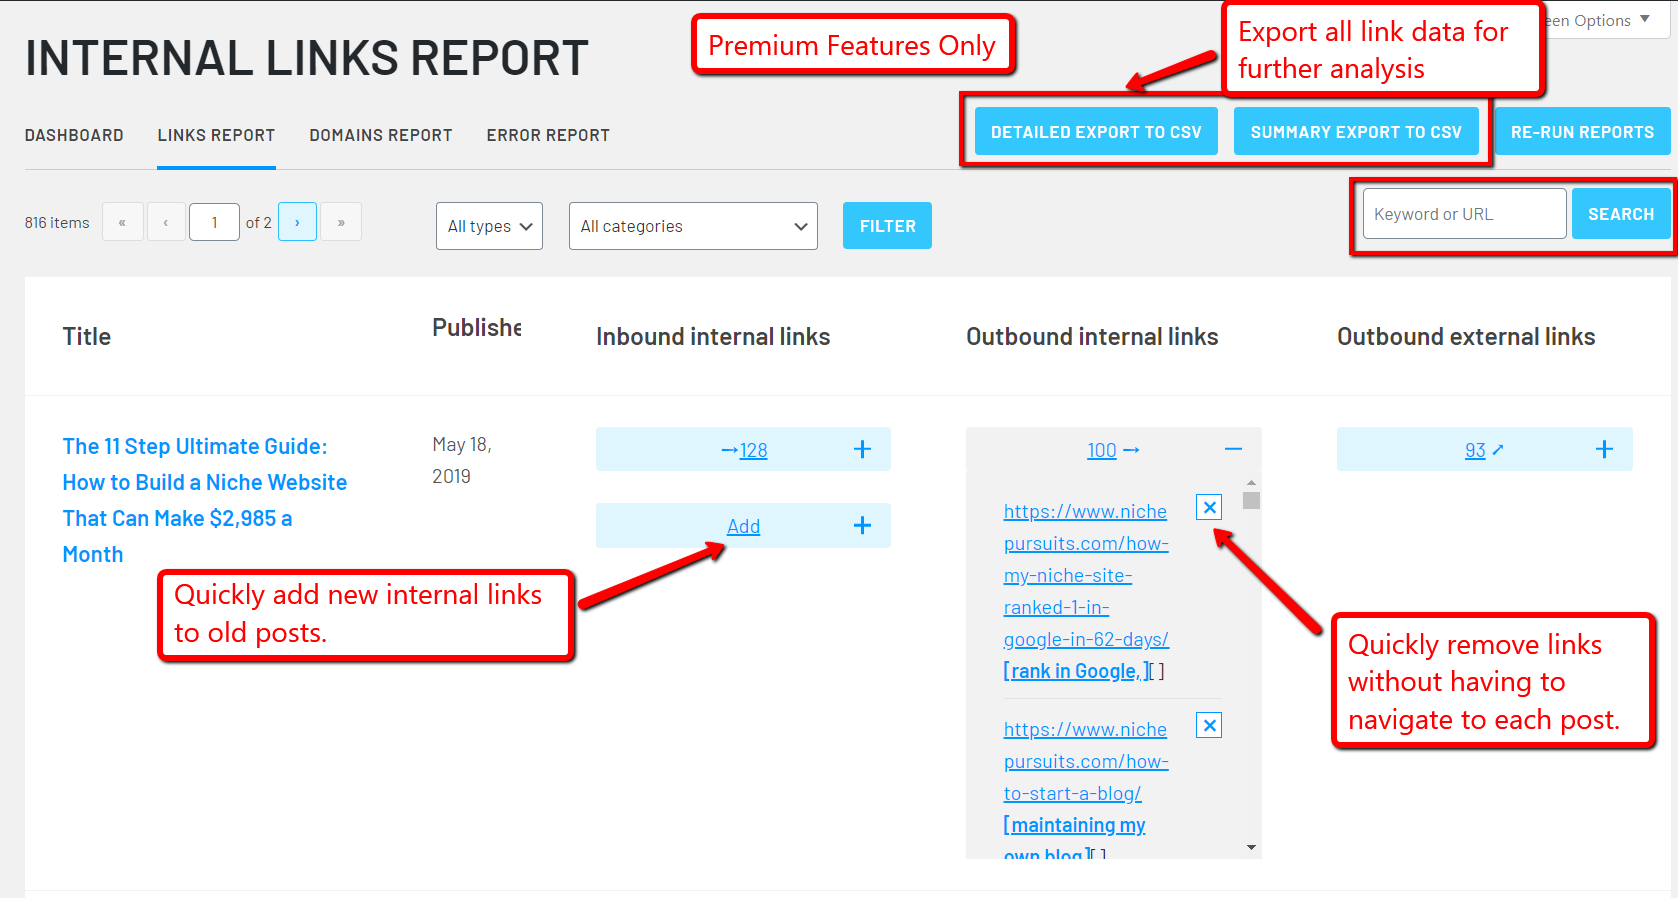 INTERNAL LINKS REPORT
Premium Features Only
Export all link data for
further analysis
een Options
DASHBOARD
LINKS REPORT
DOMAINS REPORT
ERROR REPORT
DETAILED EXPORT TO CSV
SUMMARY EXPORT TO CSV
RE-RUN REPORTS
816 items « ‹ 1 of 2 › »
All types
All categories
FILTER
Keyword or URL
SEARCH
Title
Publishe
Inbound internal links
Outbound internal links
Outbound external links
The 11 Step Ultimate Guide:
How to Build a Niche Website
That Can Make $2,985 a
Month
May 18,
2019
→128 +
Add +
Quickly add new internal links
to old posts.
100 → —
https://www.niche
pursuits.com/how-
my-niche-site-
ranked-1-in-
google-in-62-days/
[rank in Google,][ ]
https://www.niche
pursuits.com/how-
to-start-a-blog/
[maintaining my
own blog][ ]
93 ↗ +
Quickly remove links
without having to
navigate to each post.